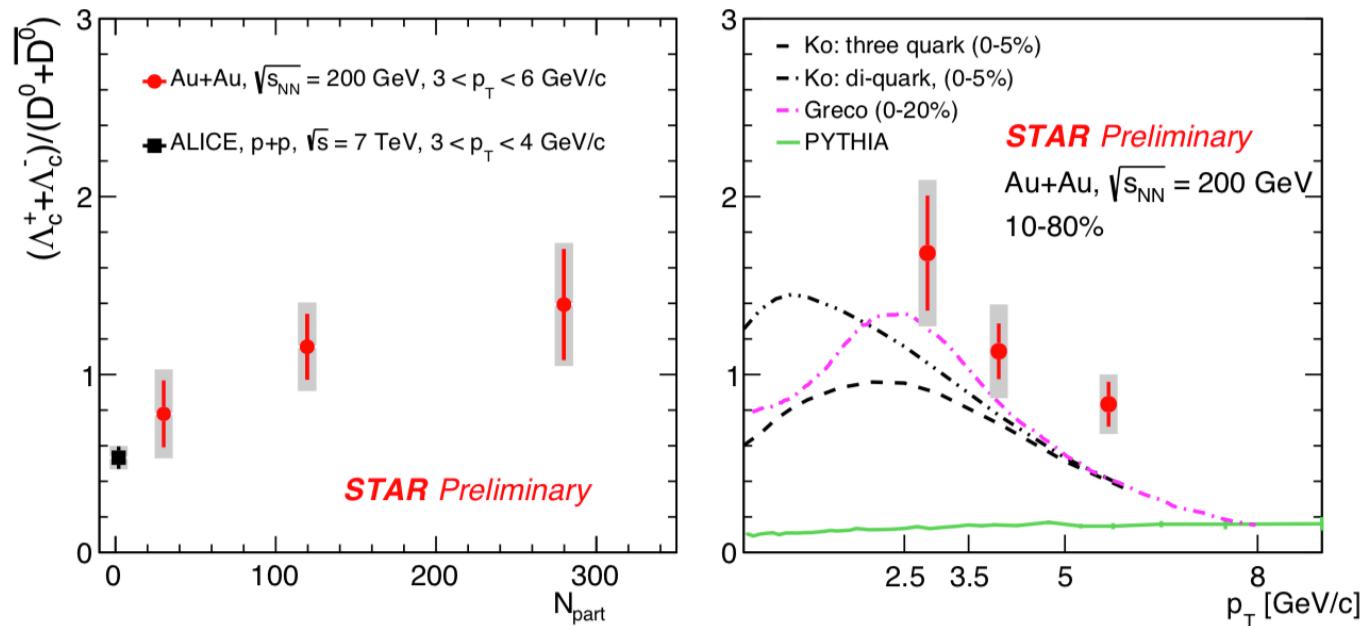 (Λc⁺+Λc⁻)/(D⁰+D̅⁰)
3
2
1
0
Au+Au, √sNN = 200 GeV, 3 < pT < 6 GeV/c
ALICE, p+p, √s = 7 TeV, 3 < pT < 4 GeV/c
STAR Preliminary
0 100 200 300
Npart
3
2
1
0
Ko: three quark (0-5%)
Ko: di-quark, (0-5%)
Greco (0-20%)
PYTHIA
STAR Preliminary
Au+Au, √sNN = 200 GeV
10-80%
2.5 3.5 5 8
pT [GeV/c]